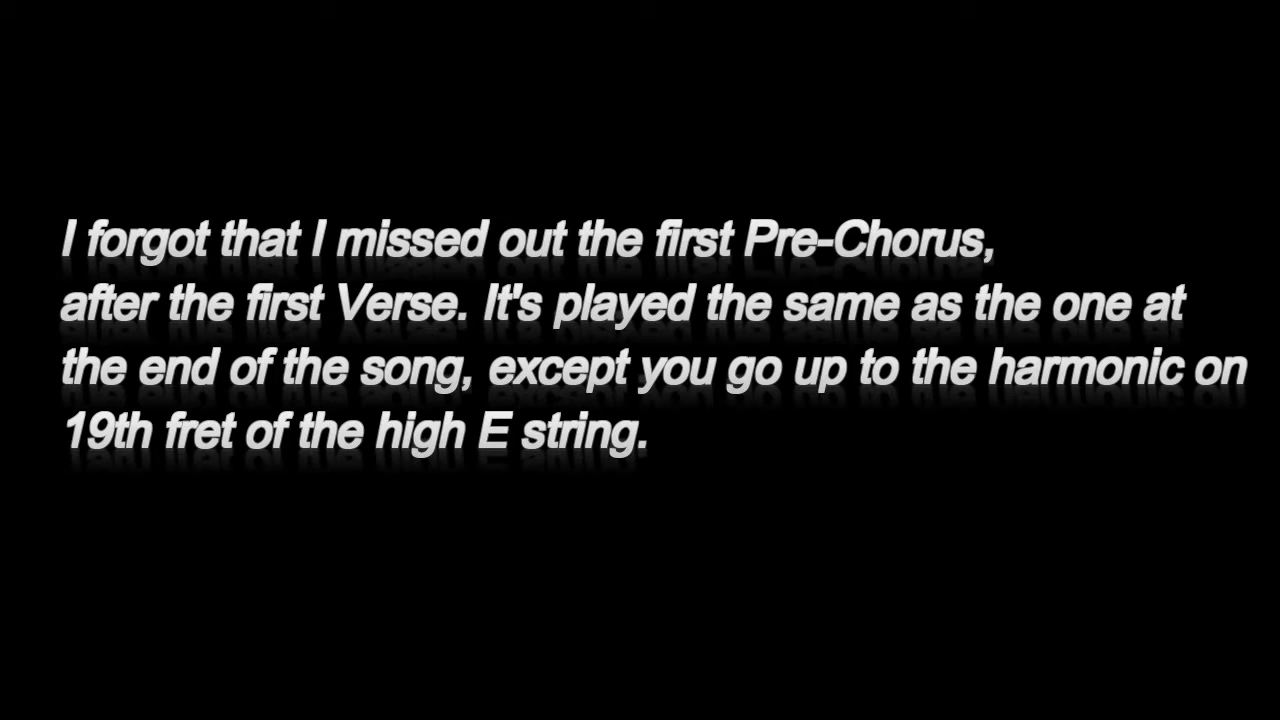 I forgot that I missed out the first Pre-Chorus,
after the first Verse. It's played the same as the one at
the end of the song, except you go up to the harmonic on
19th fret of the high E string.